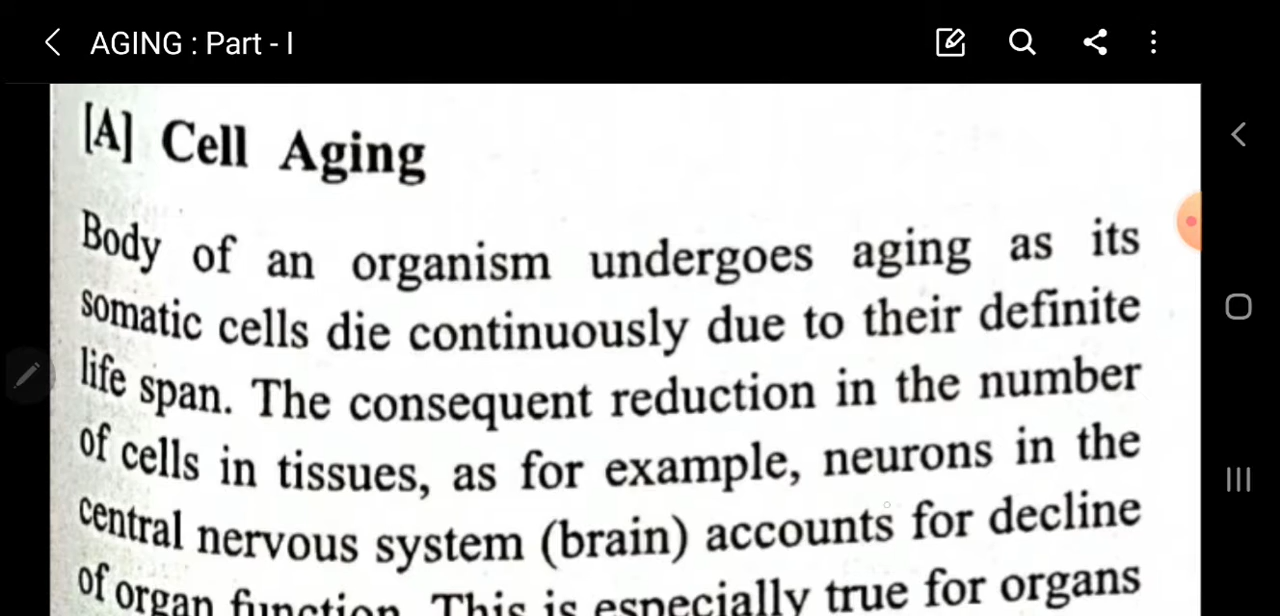 AGING : Part - I
[A] Cell Aging
Body of an organism undergoes aging as its
somatic cells die continuously due to their definite
life span. The consequent reduction in the number
of cells in tissues, as for example, neurons in the
central nervous system (brain) accounts for decline
of organ function. This is especially true for organs